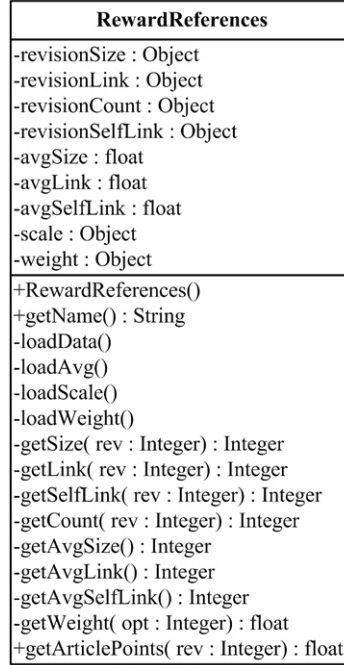 RewardReferences
-revisionSize : Object
-revisionLink : Object
-revisionCount : Object
-revisionSelfLink : Object
-avgSize : float
-avgLink : float
-avgSelfLink : float
-scale : Object
-weight : Object
+RewardReferences()
+getName() : String
-loadData()
-loadAvg()
-loadScale()
-loadWeight()
-getSize( rev : Integer) : Integer
-getLink( rev : Integer) : Integer
-getSelfLink( rev : Integer) : Integer
-getCount( rev : Integer) : Integer
-getAvgSize() : Integer
-getAvgLink() : Integer
-getAvgSelfLink() : Integer
-getWeight( opt : Integer) : float
+getArticlePoints( rev : Integer) : float